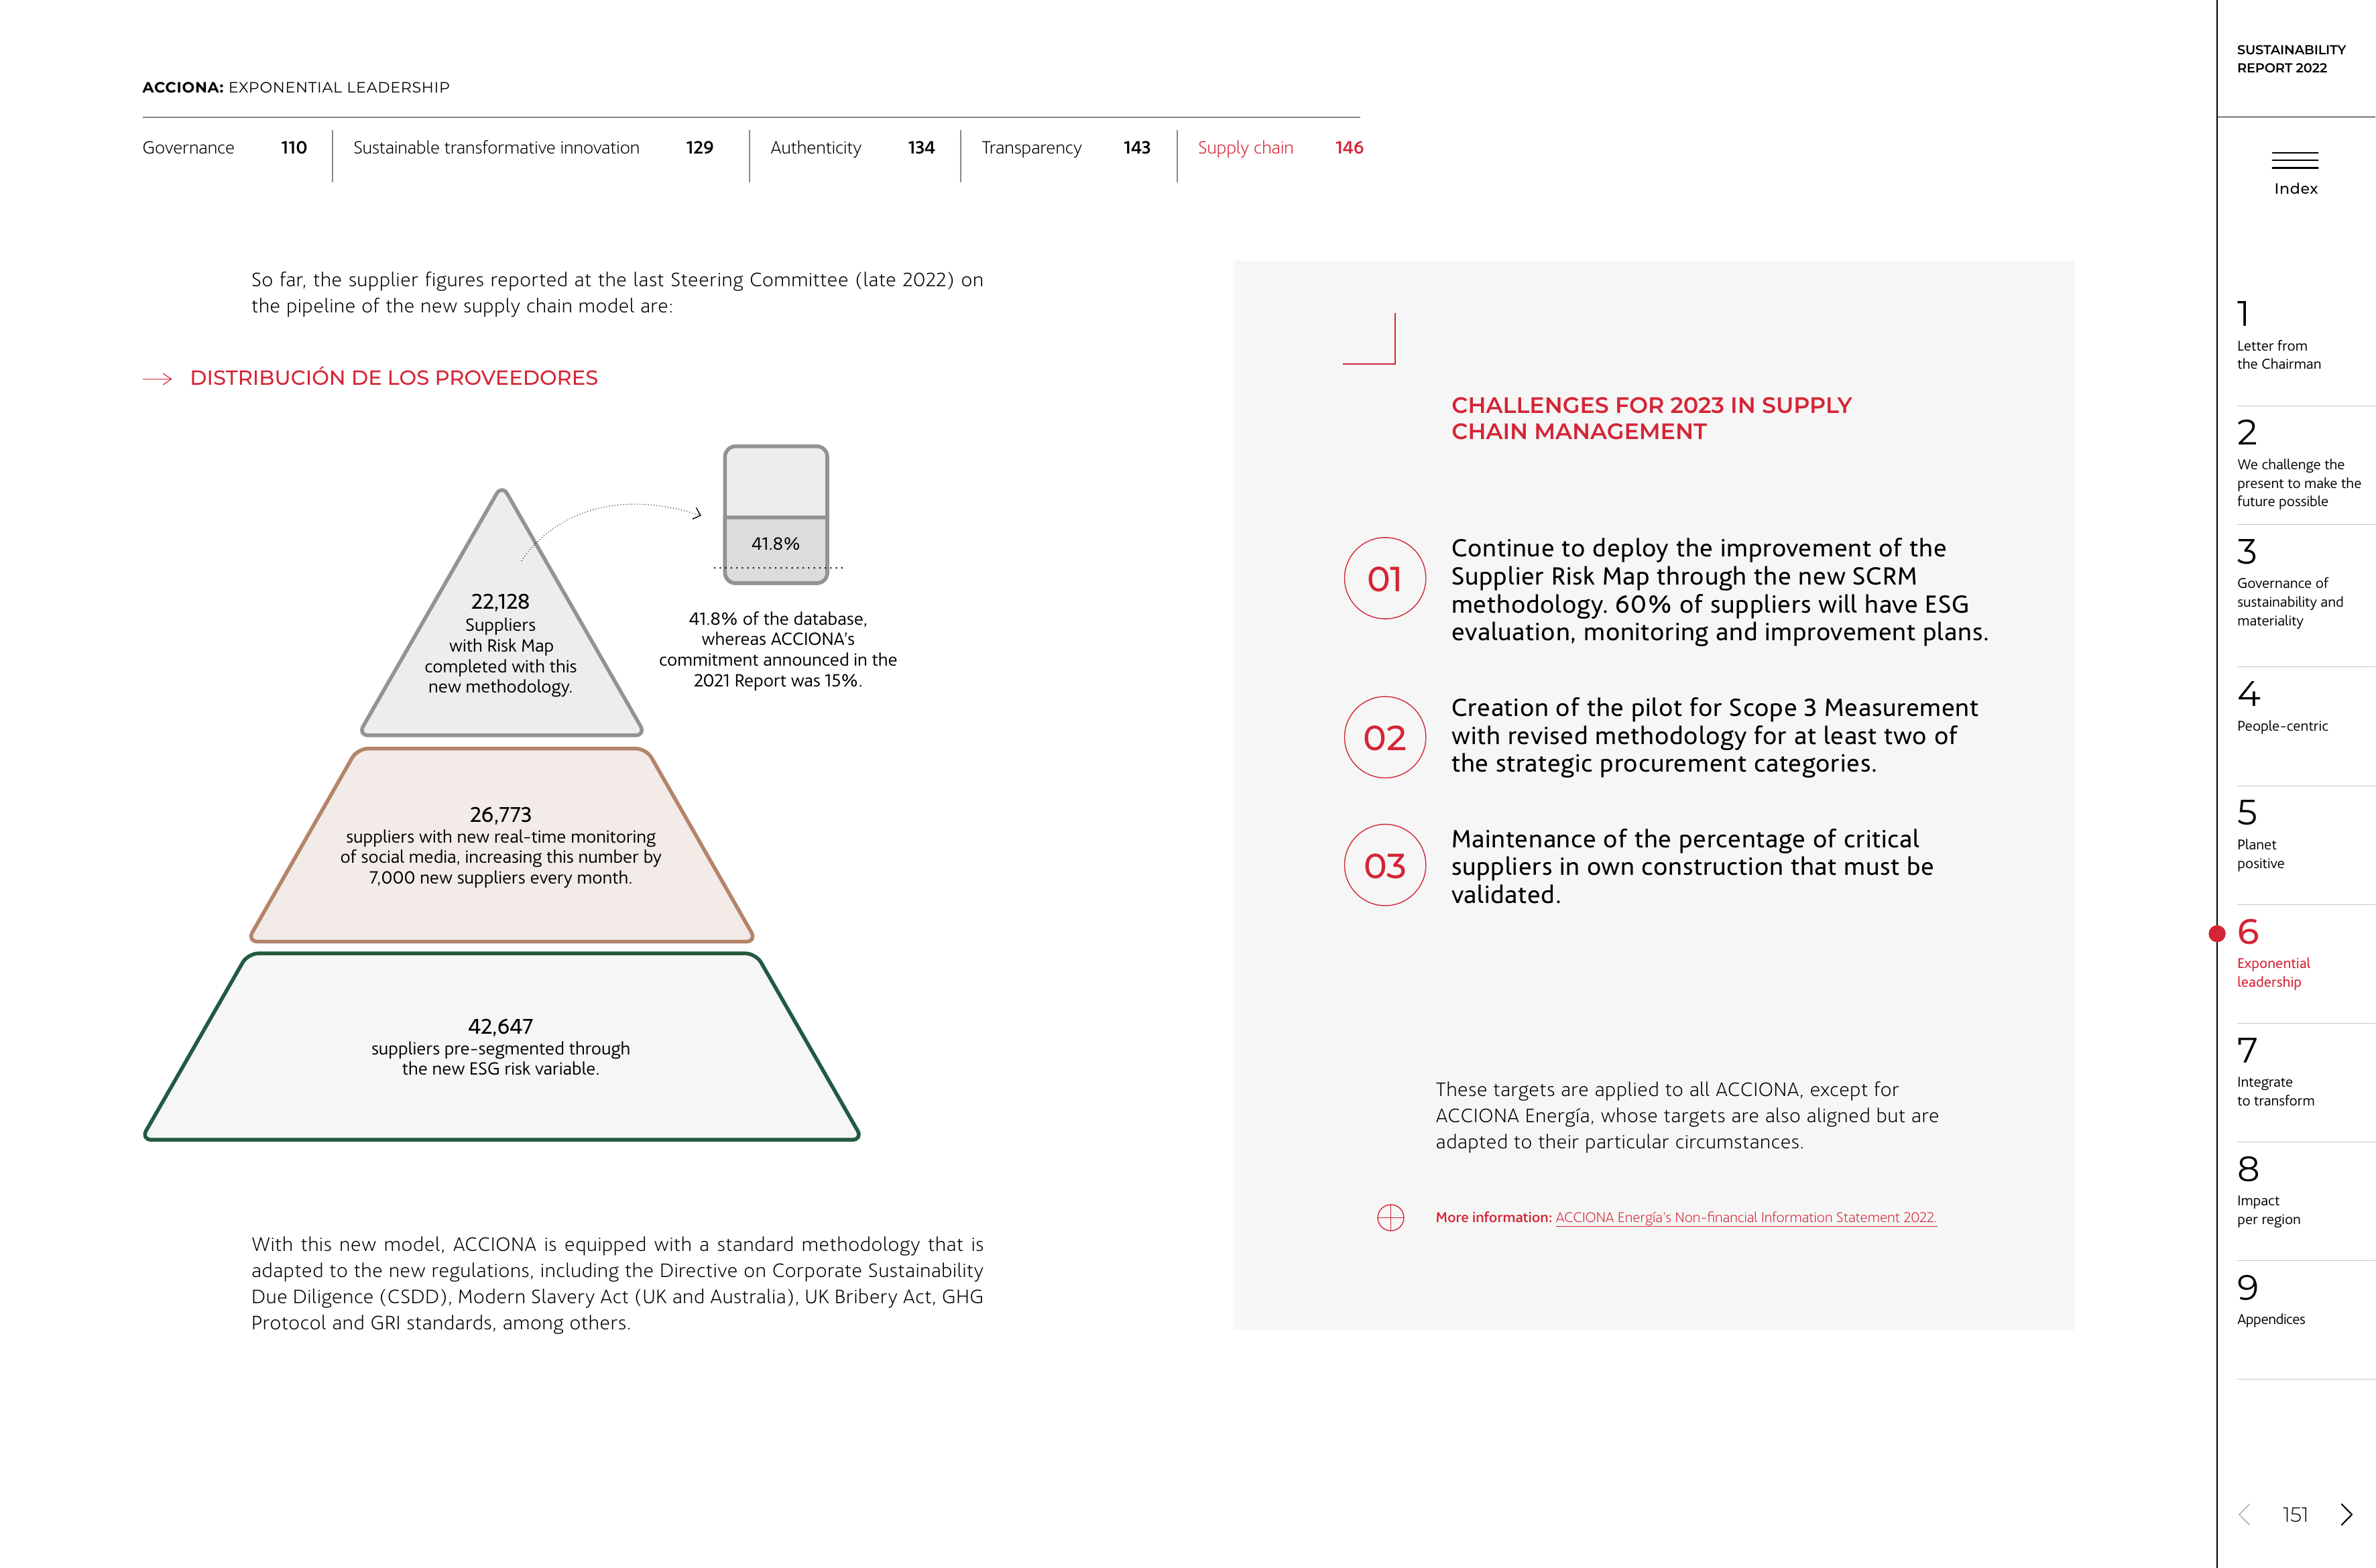 ACCIONA: EXPONENTIAL LEADERSHIP
Governance 110 Sustainable transformative innovation 129 Authenticity 134 Transparency 143 Supply chain 146
So far, the supplier figures reported at the last Steering Committee (late 2022) on
the pipeline of the new supply chain model are:
DISTRIBUCIÓN DE LOS PROVEEDORES
41.8%
41.8% of the database,
whereas ACCIONA's
commitment announced in the
2021 Report was 15%.
22,128
Suppliers
with Risk Map
completed with this
new methodology.
26,773
suppliers with new real-time monitoring
of social media, increasing this number by
7,000 new suppliers every month.
42,647
suppliers pre-segmented through
the new ESG risk variable.
With this new model, ACCIONA is equipped with a standard methodology that is
adapted to the new regulations, including the Directive on Corporate Sustainability
Due Diligence (CSDD), Modern Slavery Act (UK and Australia), UK Bribery Act, GHG
Protocol and GRI standards, among others.
CHALLENGES FOR 2023 IN SUPPLY
CHAIN MANAGEMENT
01
Continue to deploy the improvement of the
Supplier Risk Map through the new SCRM
methodology. 60% of suppliers will have ESG
evaluation, monitoring and improvement plans.
02
Creation of the pilot for Scope 3 Measurement
with revised methodology for at least two of
the strategic procurement categories.
03
Maintenance of the percentage of critical
suppliers in own construction that must be
validated.
These targets are applied to all ACCIONA, except for
ACCIONA Energía, whose targets are also aligned but are
adapted to their particular circumstances.
More information: ACCIONA Energía's Non-financial Information Statement 2022.
SUSTAINABILITY
REPORT 2022
Index
1
Letter from
the Chairman
2
We challenge the
present to make the
future possible
3
Governance of
sustainability and
materiality
4
People-centric
5
Planet
positive
6
Exponential
leadership
7
Integrate
to transform
8
Impact
per region
9
Appendices
151